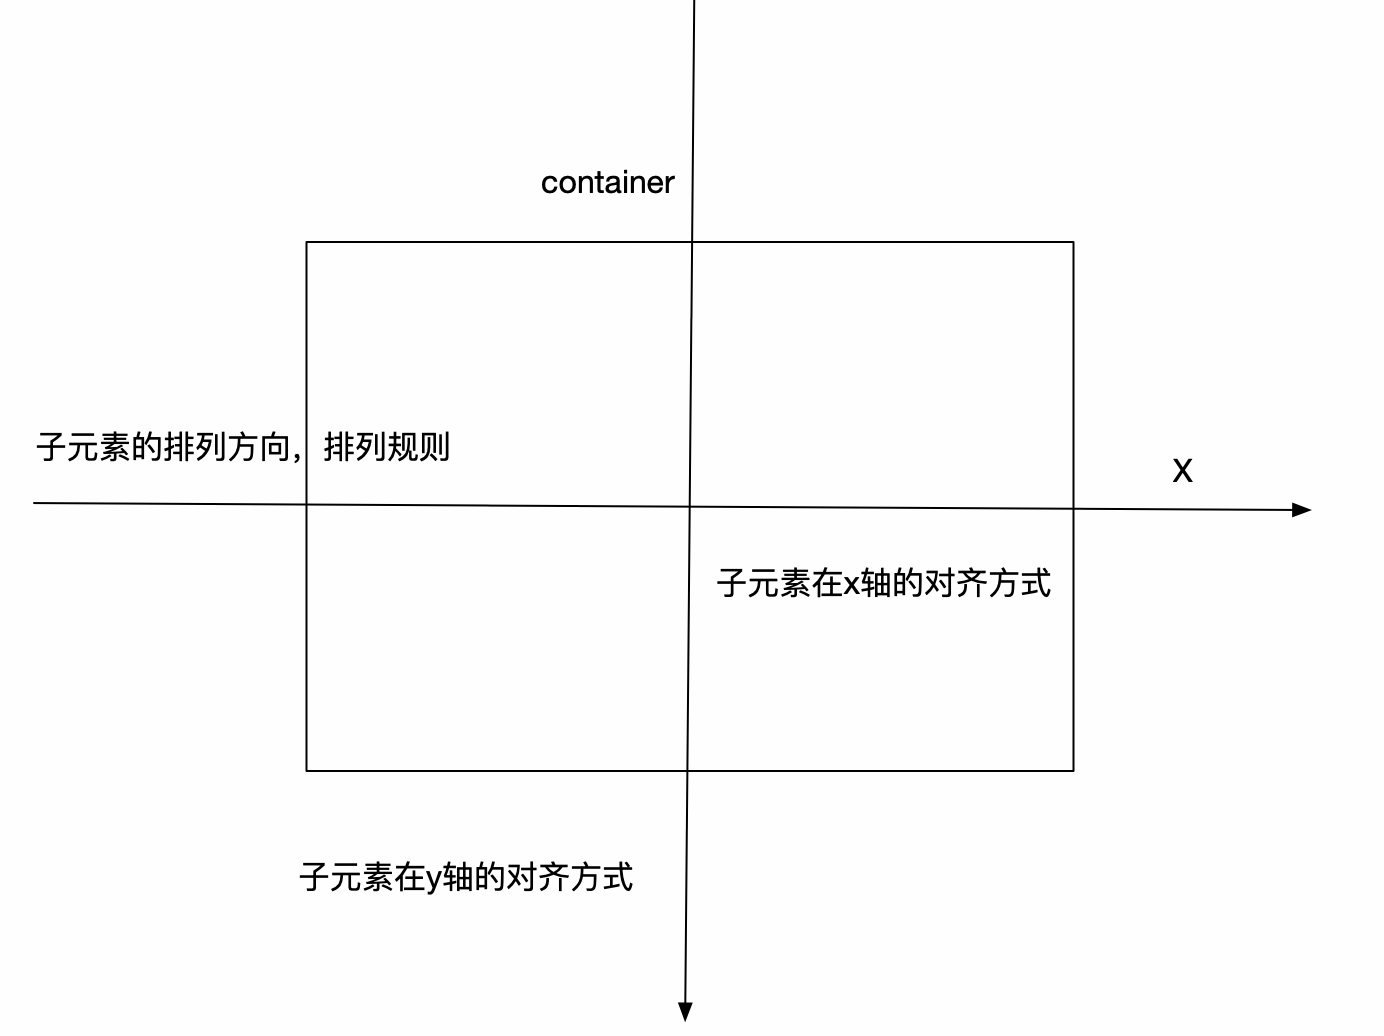 container
子元素的排列方向，排列规则
X
子元素在x轴的对齐方式
子元素在y轴的对齐方式